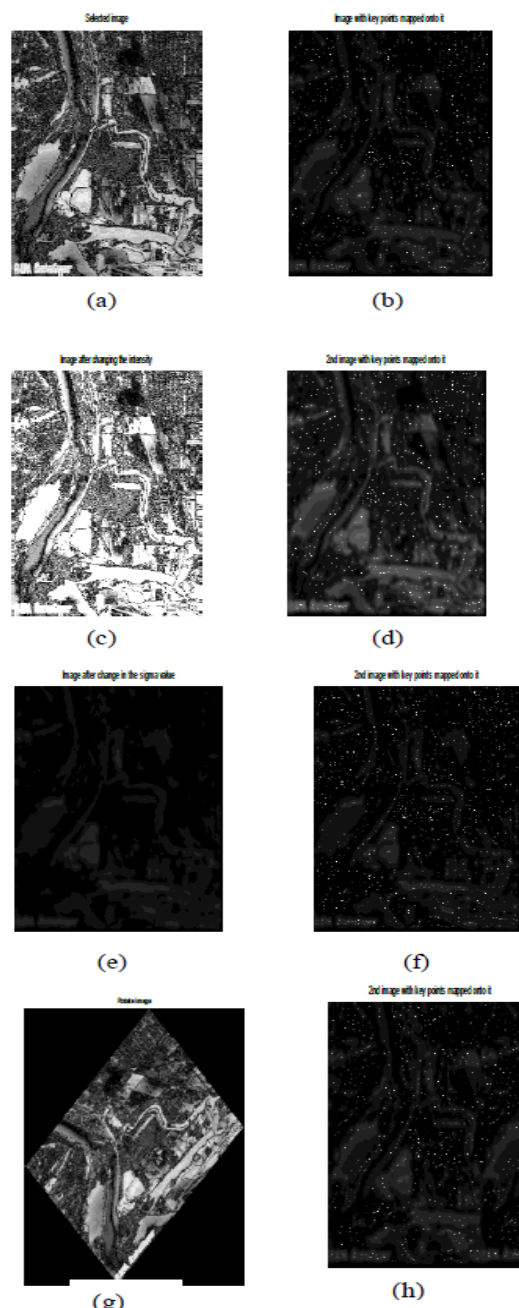 Selected image
Image with key points mapped onto it
(a)
(b)
Image after changing the intensity
2nd image with key points mapped onto it
(c)
(d)
Image after change in the sigma value
2nd image with key points mapped onto it
(e)
(f)
Rotate image
2nd image with key points mapped onto it
(g)
(h)